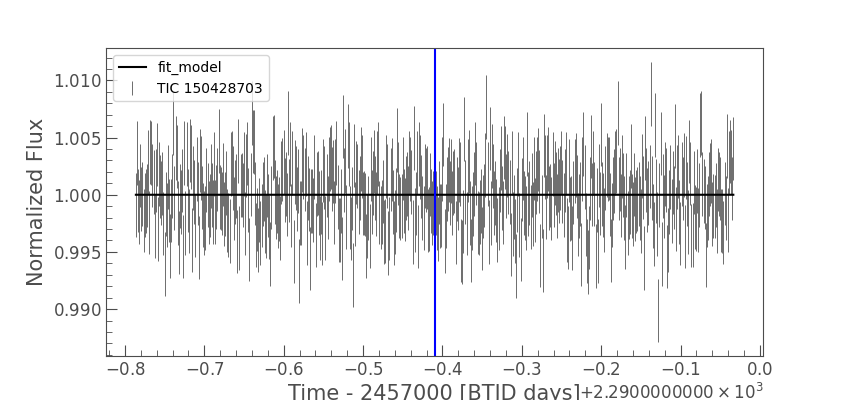 fit_model
TIC 150428703
Normalized Flux
1.010
1.005
1.000
0.995
0.990
−0.8 −0.7 −0.6 −0.5 −0.4 −0.3 −0.2 −0.1 0.0
Time - 2457000 [BTJD days]
+2.2900000000 × 10³